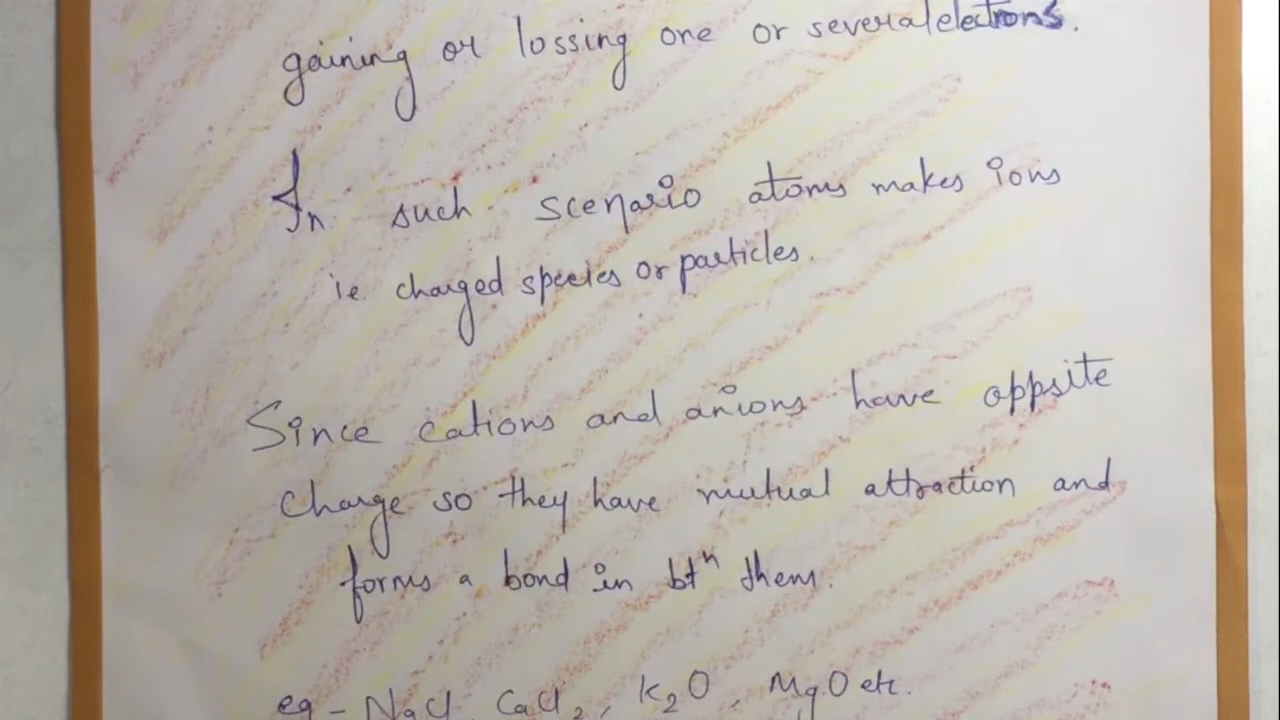 gaining or lossing one or several electrons.
In such scenario atoms makes ions
ie. charged species or particles.
Since cations and anions have oppsite
charge so they have mutual attraction and
forms a bond in btⁿ them.
eg - NaCl, CaCl₂, K₂O, MgO etc.